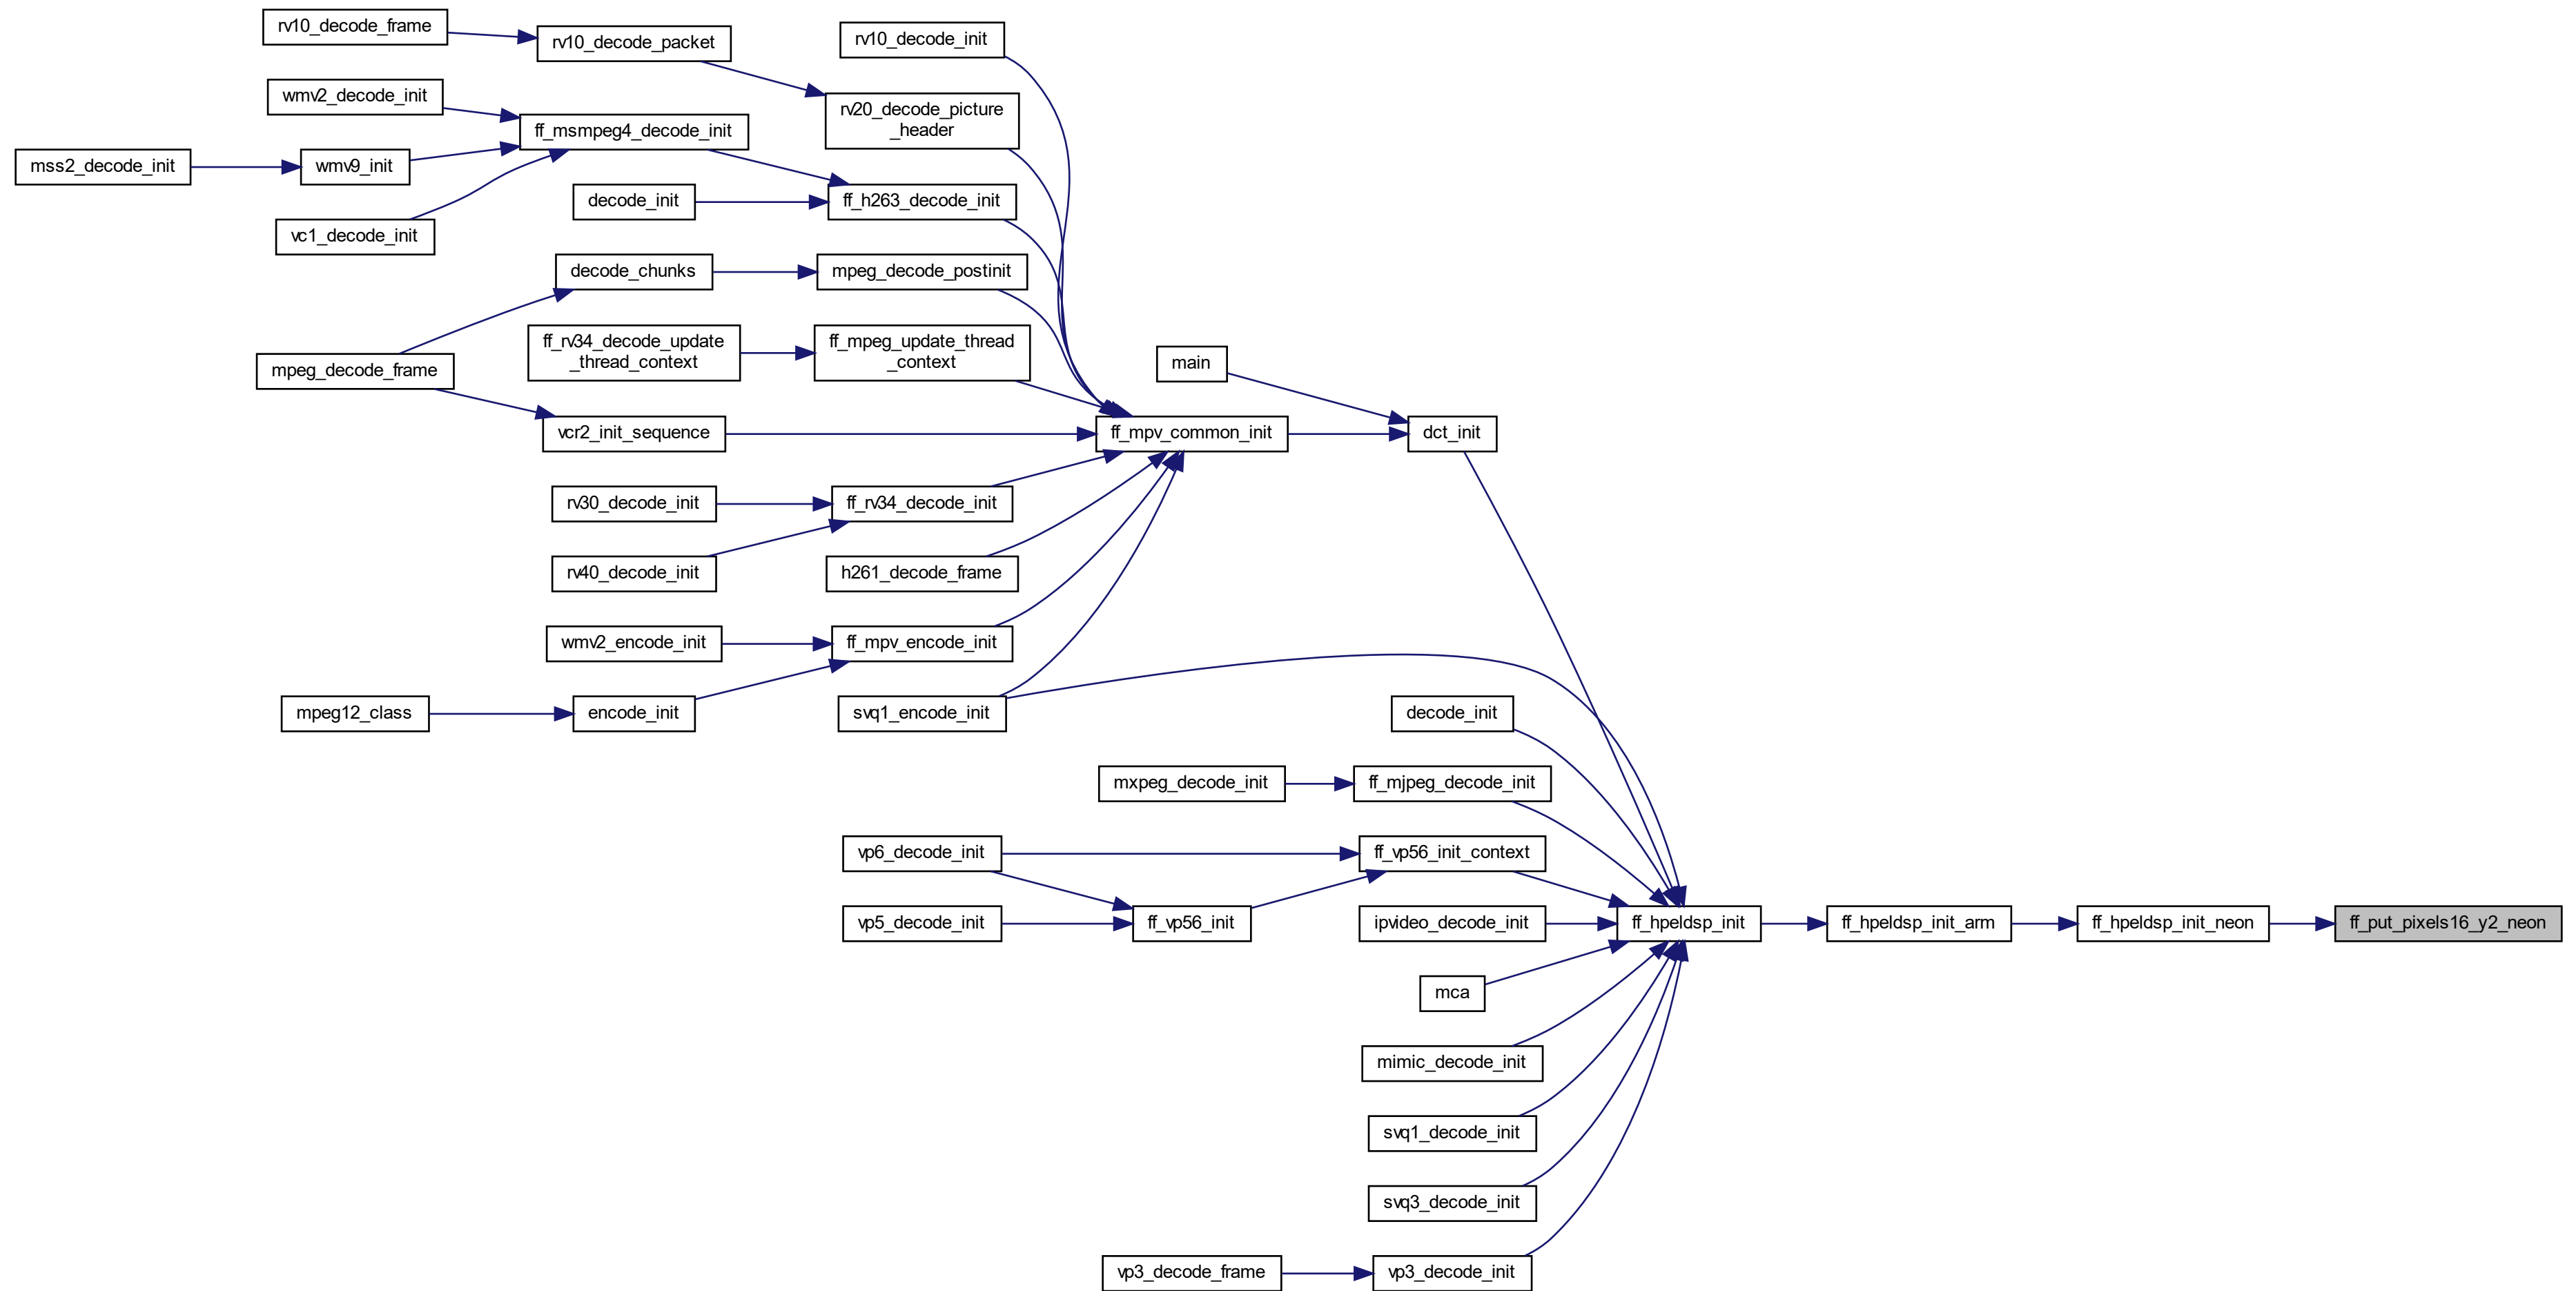 rv10_decode_frame
rv10_decode_packet
rv10_decode_init
wmv2_decode_init
rv20_decode_picture
_header
ff_msmpeg4_decode_init
mss2_decode_init
wmv9_init
decode_init
ff_h263_decode_init
vc1_decode_init
decode_chunks
mpeg_decode_postinit
ff_rv34_decode_update
_thread_context
ff_mpeg_update_thread
_context
main
mpeg_decode_frame
vcr2_init_sequence
ff_mpv_common_init
dct_init
rv30_decode_init
ff_rv34_decode_init
rv40_decode_init
h261_decode_frame
wmv2_encode_init
ff_mpv_encode_init
mpeg12_class
encode_init
svq1_encode_init
decode_init
mxpeg_decode_init
ff_mjpeg_decode_init
vp6_decode_init
ff_vp56_init_context
vp5_decode_init
ff_vp56_init
ipvideo_decode_init
ff_hpeldsp_init
ff_hpeldsp_init_arm
ff_hpeldsp_init_neon
ff_put_pixels16_y2_neon
mca
mimic_decode_init
svq1_decode_init
svq3_decode_init
vp3_decode_frame
vp3_decode_init